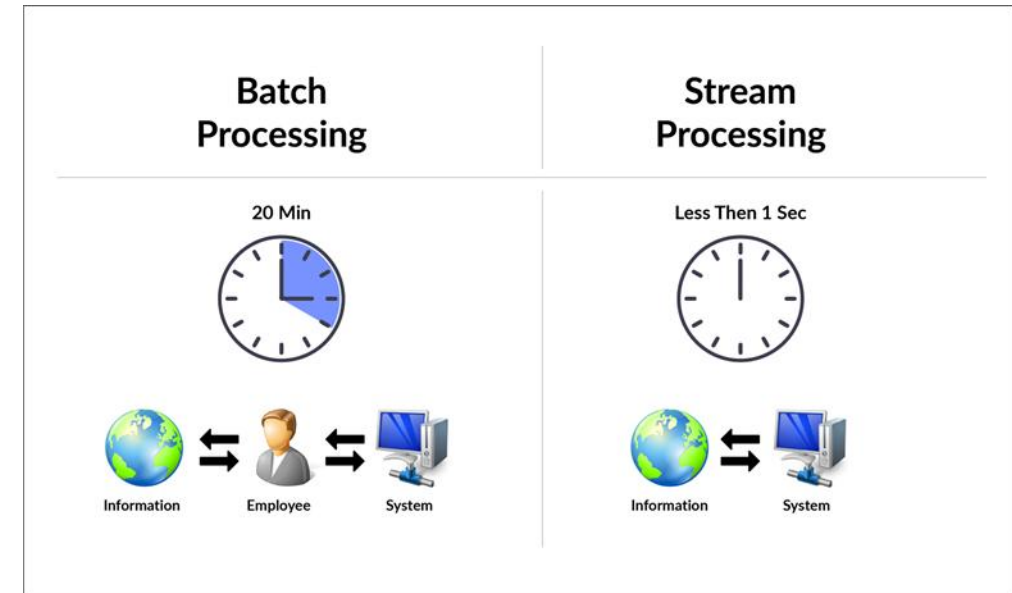 Batch
Processing
Stream
Processing
20 Min
Less Then 1 Sec
Information
Employee
System
Information
System